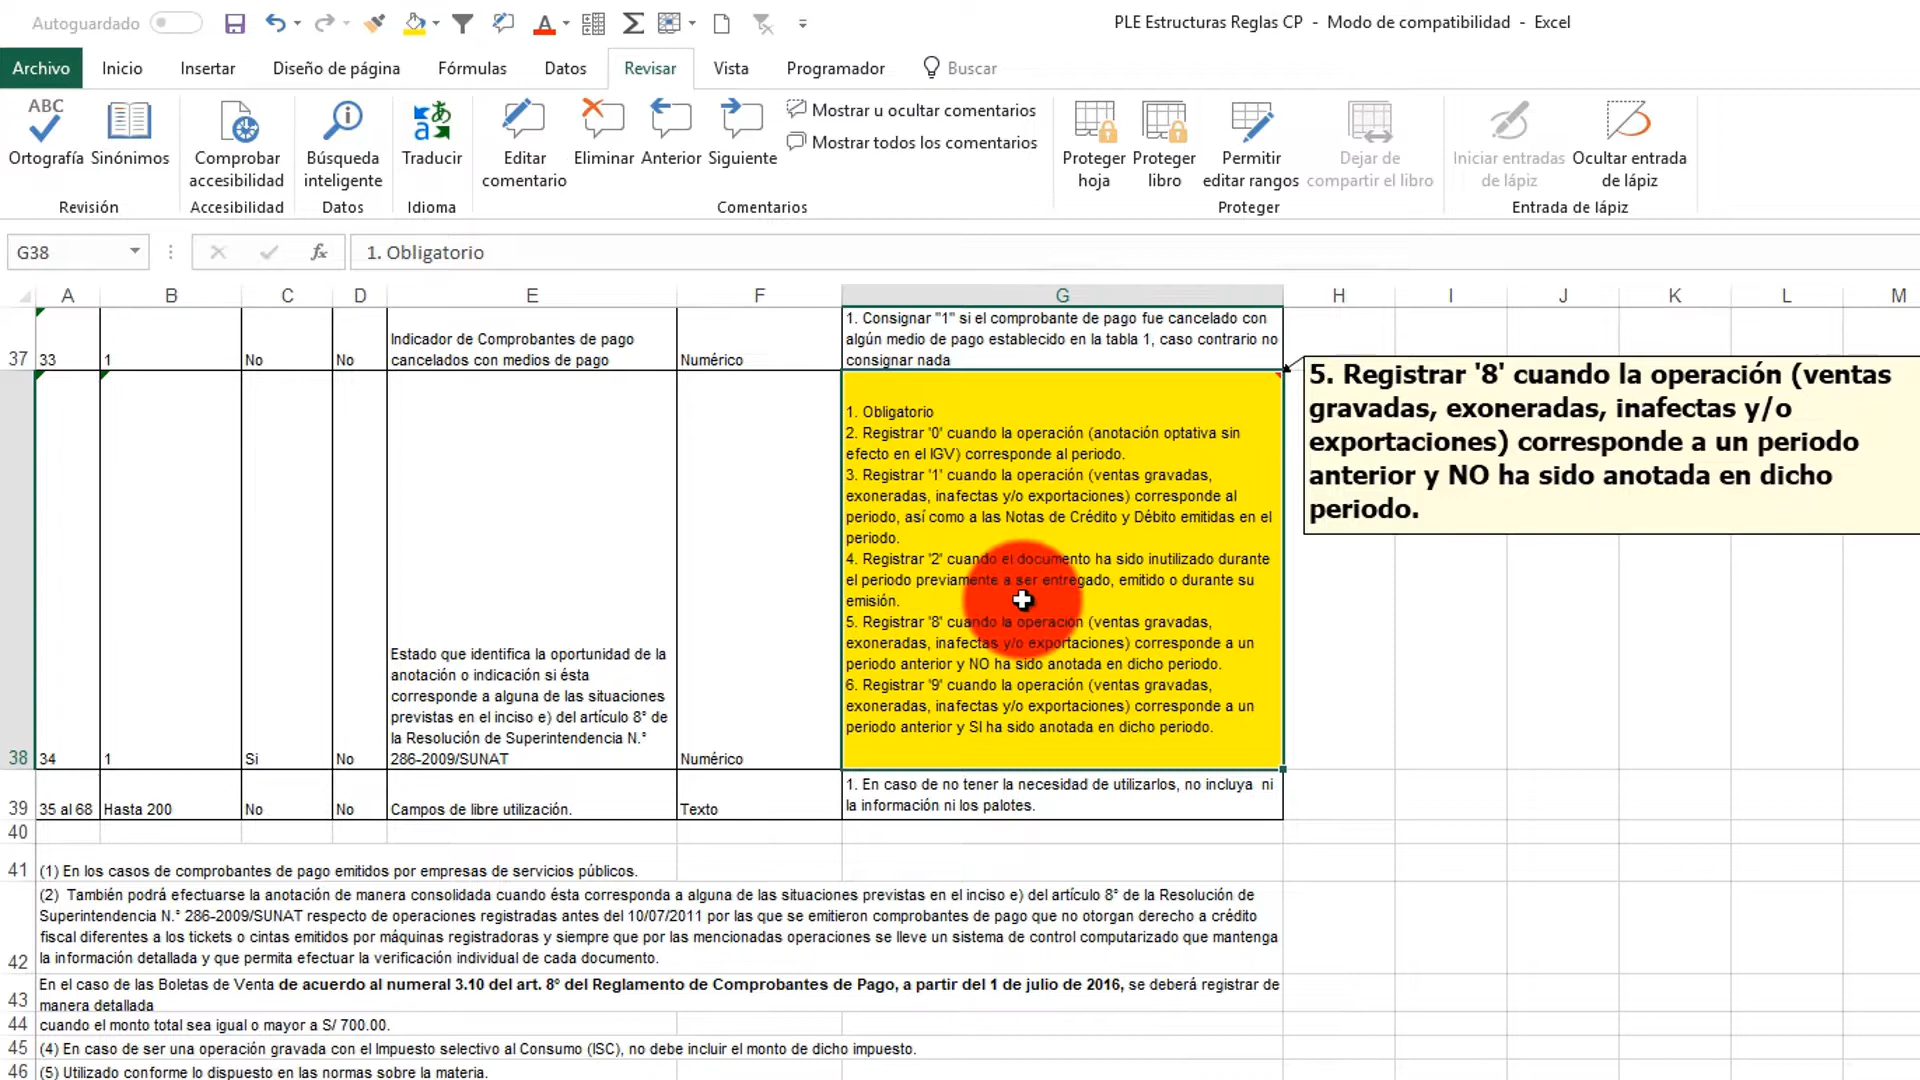 Autoguardado
PLE Estructuras Reglas CP - Modo de compatibilidad - Excel
Archivo Inicio Insertar Diseño de página Fórmulas Datos Revisar Vista Programador Buscar
ABC
Ortografía Sinónimos
Comprobar
accesibilidad
Búsqueda
inteligente
Traducir
Editar
comentario
Eliminar Anterior Siguiente
Mostrar u ocultar comentarios
Mostrar todos los comentarios
Proteger
hoja
Proteger
libro
Permitir
editar rangos
Dejar de
compartir el libro
Iniciar entradas
de lápiz
Ocultar entrada
de lápiz
Revisión Accesibilidad Datos Idioma Comentarios Proteger Entrada de lápiz
G38 fx 1. Obligatorio
A B C D E F G H I J K L M
37 33 1 No No
Indicador de Comprobantes de pago
cancelados con medios de pago
Numérico
1. Consignar "1" si el comprobante de pago fue cancelado con
algún medio de pago establecido en la tabla 1, caso contrario no
consignar nada
38 34 1 Si No
Estado que identifica la oportunidad de la
anotación o indicación si ésta
corresponde a alguna de las situaciones
previstas en el inciso e) del artículo 8° de
la Resolución de Superintendencia N.°
286-2009/SUNAT
Numérico
1. Obligatorio
2. Registrar '0' cuando la operación (anotación optativa sin
efecto en el IGV) corresponde al periodo.
3. Registrar '1' cuando la operación (ventas gravadas,
exoneradas, inafectas y/o exportaciones) corresponde al
periodo, así como a las Notas de Crédito y Débito emitidas en el
periodo.
4. Registrar '2' cuando el documento ha sido inutilizado durante
el periodo previamente a ser entregado, emitido o durante su
emisión.
5. Registrar '8' cuando la operación (ventas gravadas,
exoneradas, inafectas y/o exportaciones) corresponde a un
periodo anterior y NO ha sido anotada en dicho periodo.
6. Registrar '9' cuando la operación (ventas gravadas,
exoneradas, inafectas y/o exportaciones) corresponde a un
periodo anterior y SI ha sido anotada en dicho periodo.
5. Registrar '8' cuando la operación (ventas
gravadas, exoneradas, inafectas y/o
exportaciones) corresponde a un periodo
anterior y NO ha sido anotada en dicho
periodo.
39 35 al 68 Hasta 200 No No Campos de libre utilización. Texto
1. En caso de no tener la necesidad de utilizarlos, no incluya ni
la información ni los palotes.
40
41 (1) En los casos de comprobantes de pago emitidos por empresas de servicios públicos.
(2) También podrá efectuarse la anotación de manera consolidada cuando ésta corresponda a alguna de las situaciones previstas en el inciso e) del artículo 8° de la Resolución de
Superintendencia N.° 286-2009/SUNAT respecto de operaciones registradas antes del 10/07/2011 por las que se emitieron comprobantes de pago que no otorgan derecho a crédito
fiscal diferentes a los tickets o cintas emitidos por máquinas registradoras y siempre que por las mencionadas operaciones se lleve un sistema de control computarizado que mantenga
42 la información detallada y que permita efectuar la verificación individual de cada documento.
En el caso de las Boletas de Venta de acuerdo al numeral 3.10 del art. 8° del Reglamento de Comprobantes de Pago, a partir del 1 de julio de 2016, se deberá registrar de
43 manera detallada
44 cuando el monto total sea igual o mayor a S/ 700.00.
45 (4) En caso de ser una operación gravada con el Impuesto selectivo al Consumo (ISC), no debe incluir el monto de dicho impuesto.
46 (5) Utilizado conforme lo dispuesto en las normas sobre la materia.